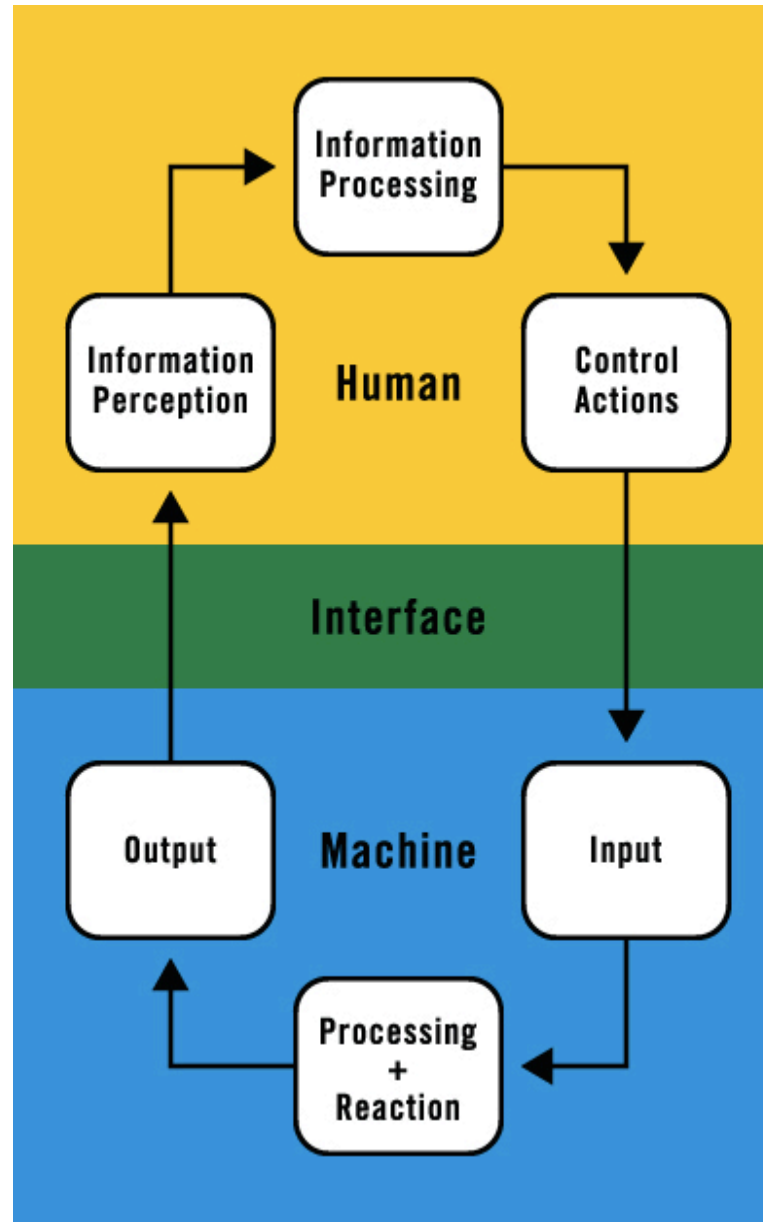 Information
Processing
Information
Perception
Human
Control
Actions
Interface
Output
Machine
Input
Processing
+
Reaction